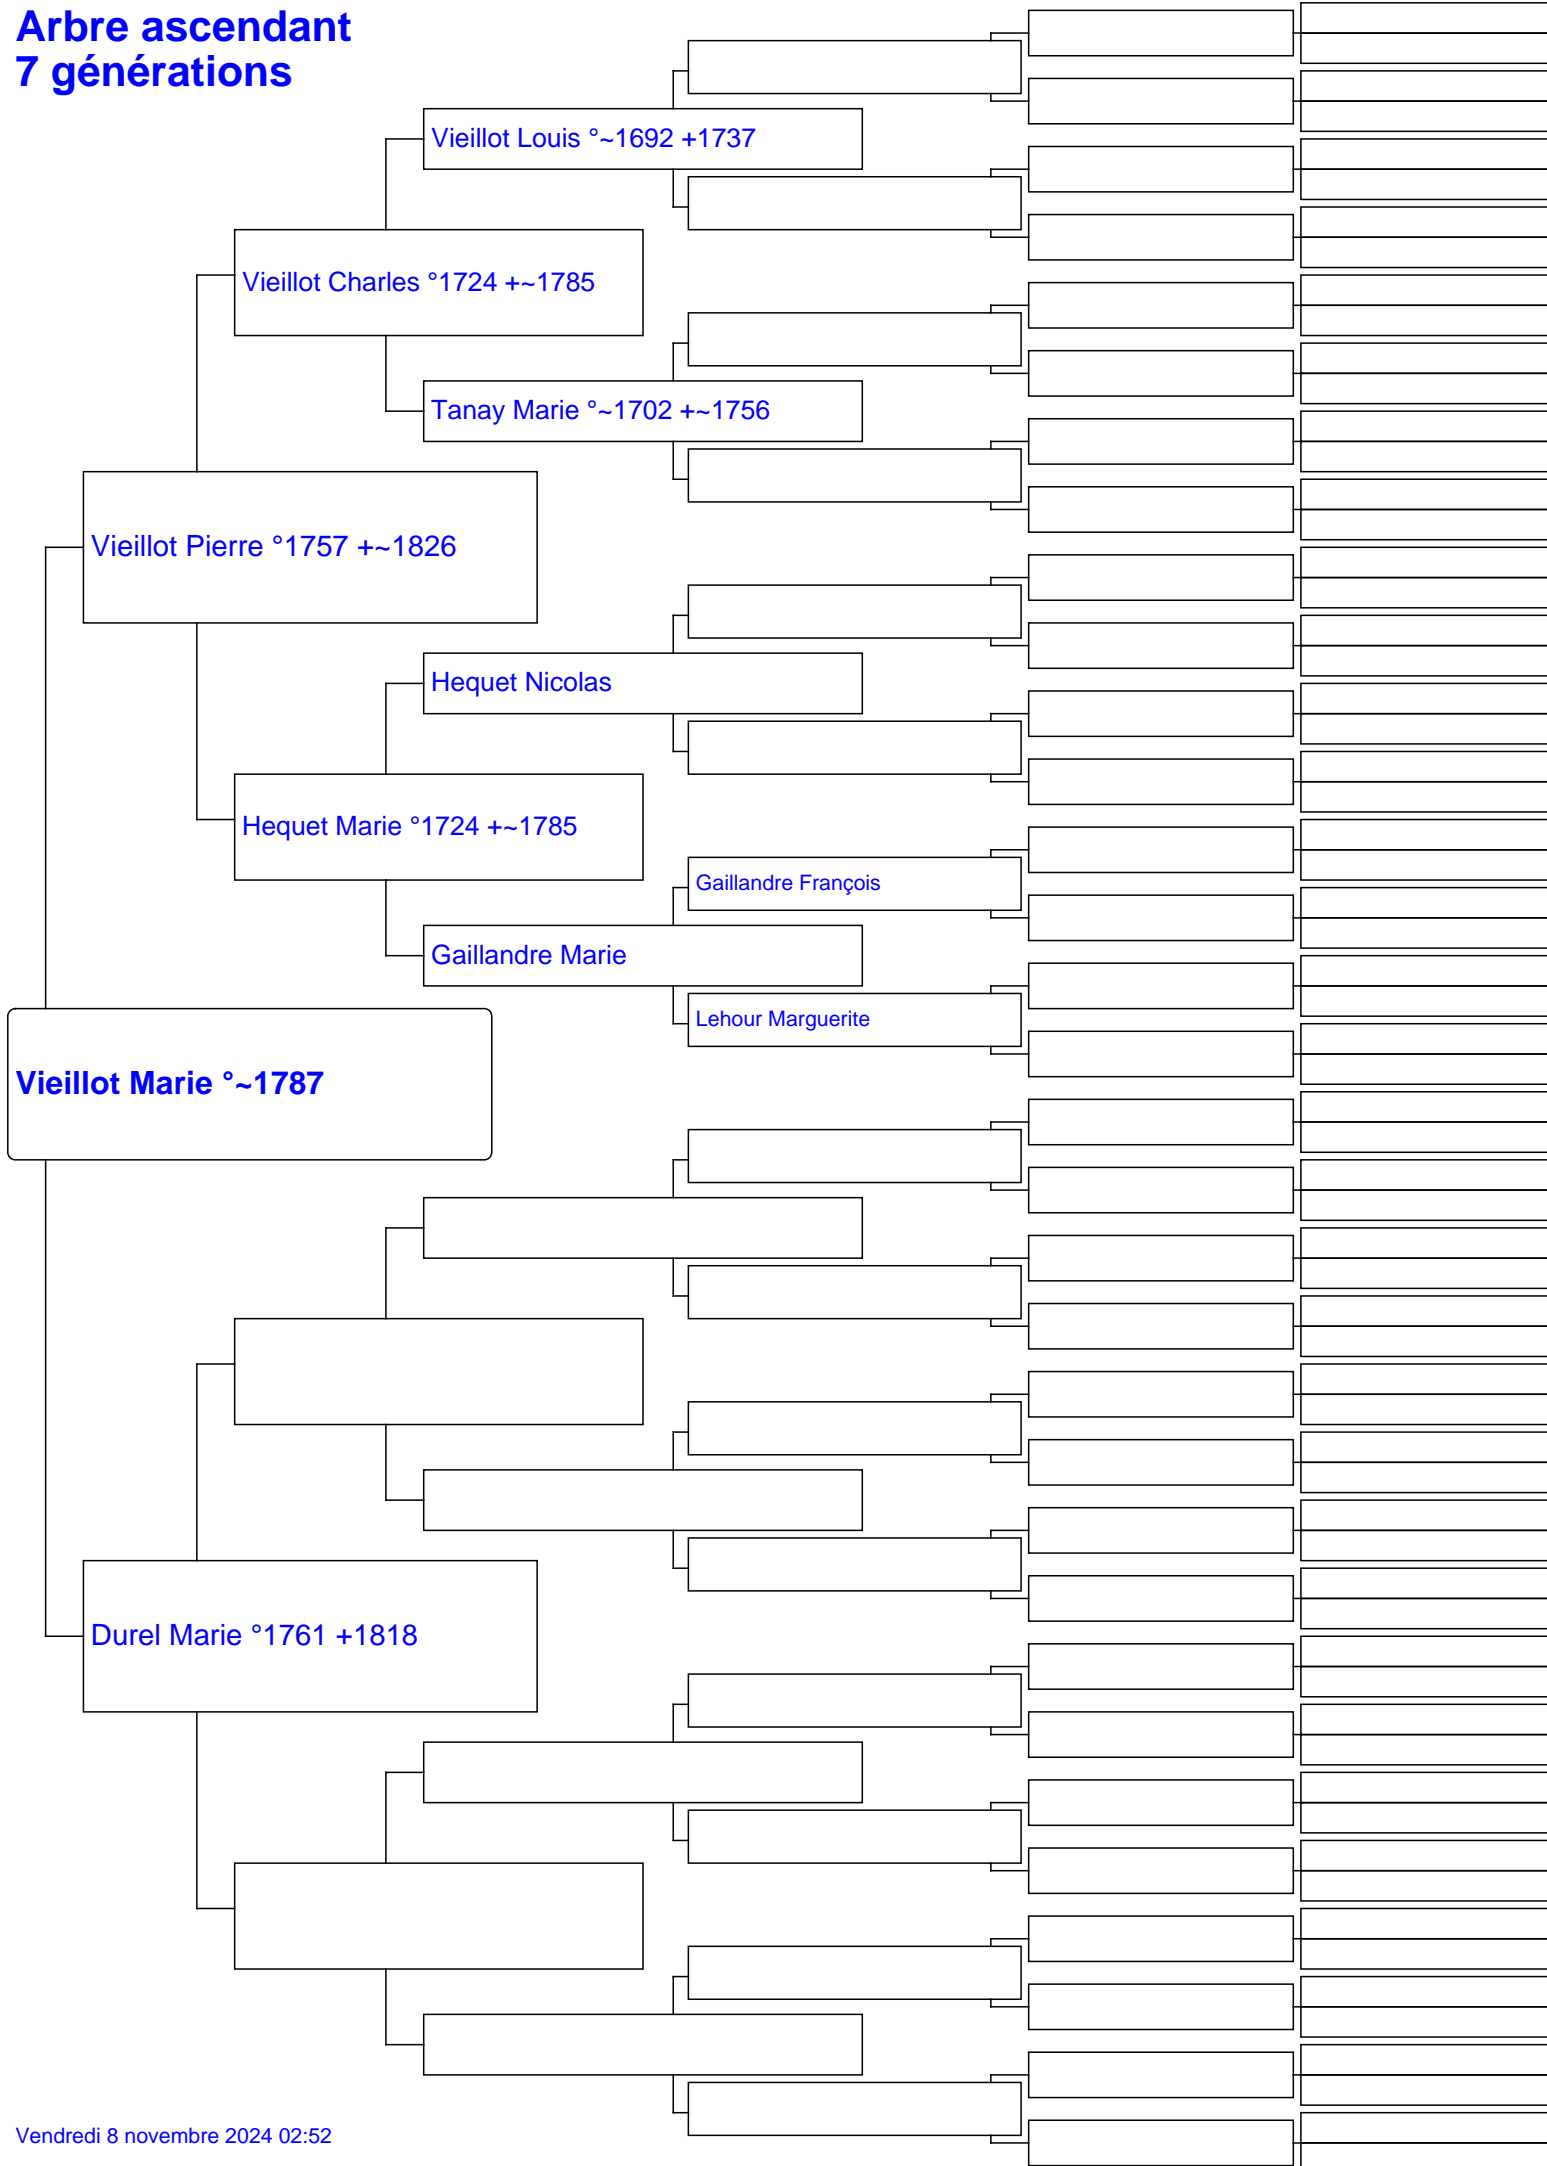 Arbre ascendant
7 générations
Vieillot Louis °~1692 +1737
Vieillot Charles °1724 +~1785
Tanay Marie °~1702 +~1756
Vieillot Pierre °1757 +~1826
Hequet Nicolas
Hequet Marie °1724 +~1785
Gaillandre François
Gaillandre Marie
Lehour Marguerite
Vieillot Marie °~1787
Durel Marie °1761 +1818
Vendredi 8 novembre 2024 02:52